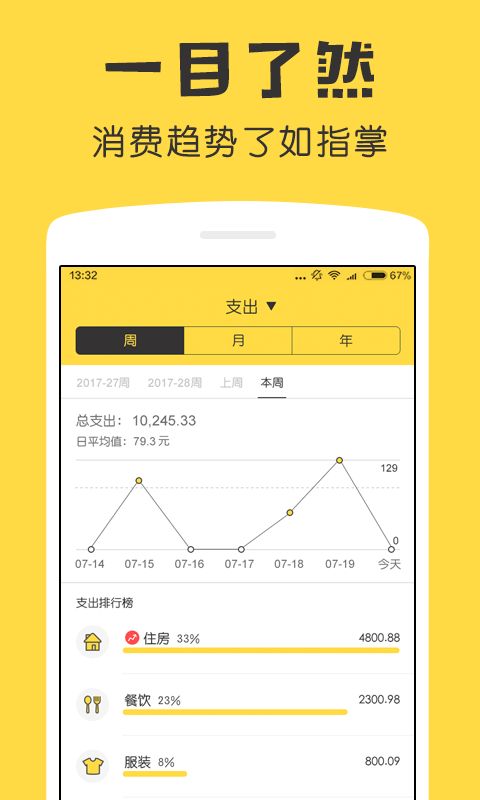 一目了然
消费趋势了如指掌
13:32
67%
支出 ▼
周 月 年
2017-27周 2017-28周 上周 本周
总支出: 10,245.33
日平均值: 79.3 元
129
0
07-14 07-15 07-16 07-17 07-18 07-19 今天
支出排行榜
住房 33% 4800.88
餐饮 23% 2300.98
服装 8% 800.09